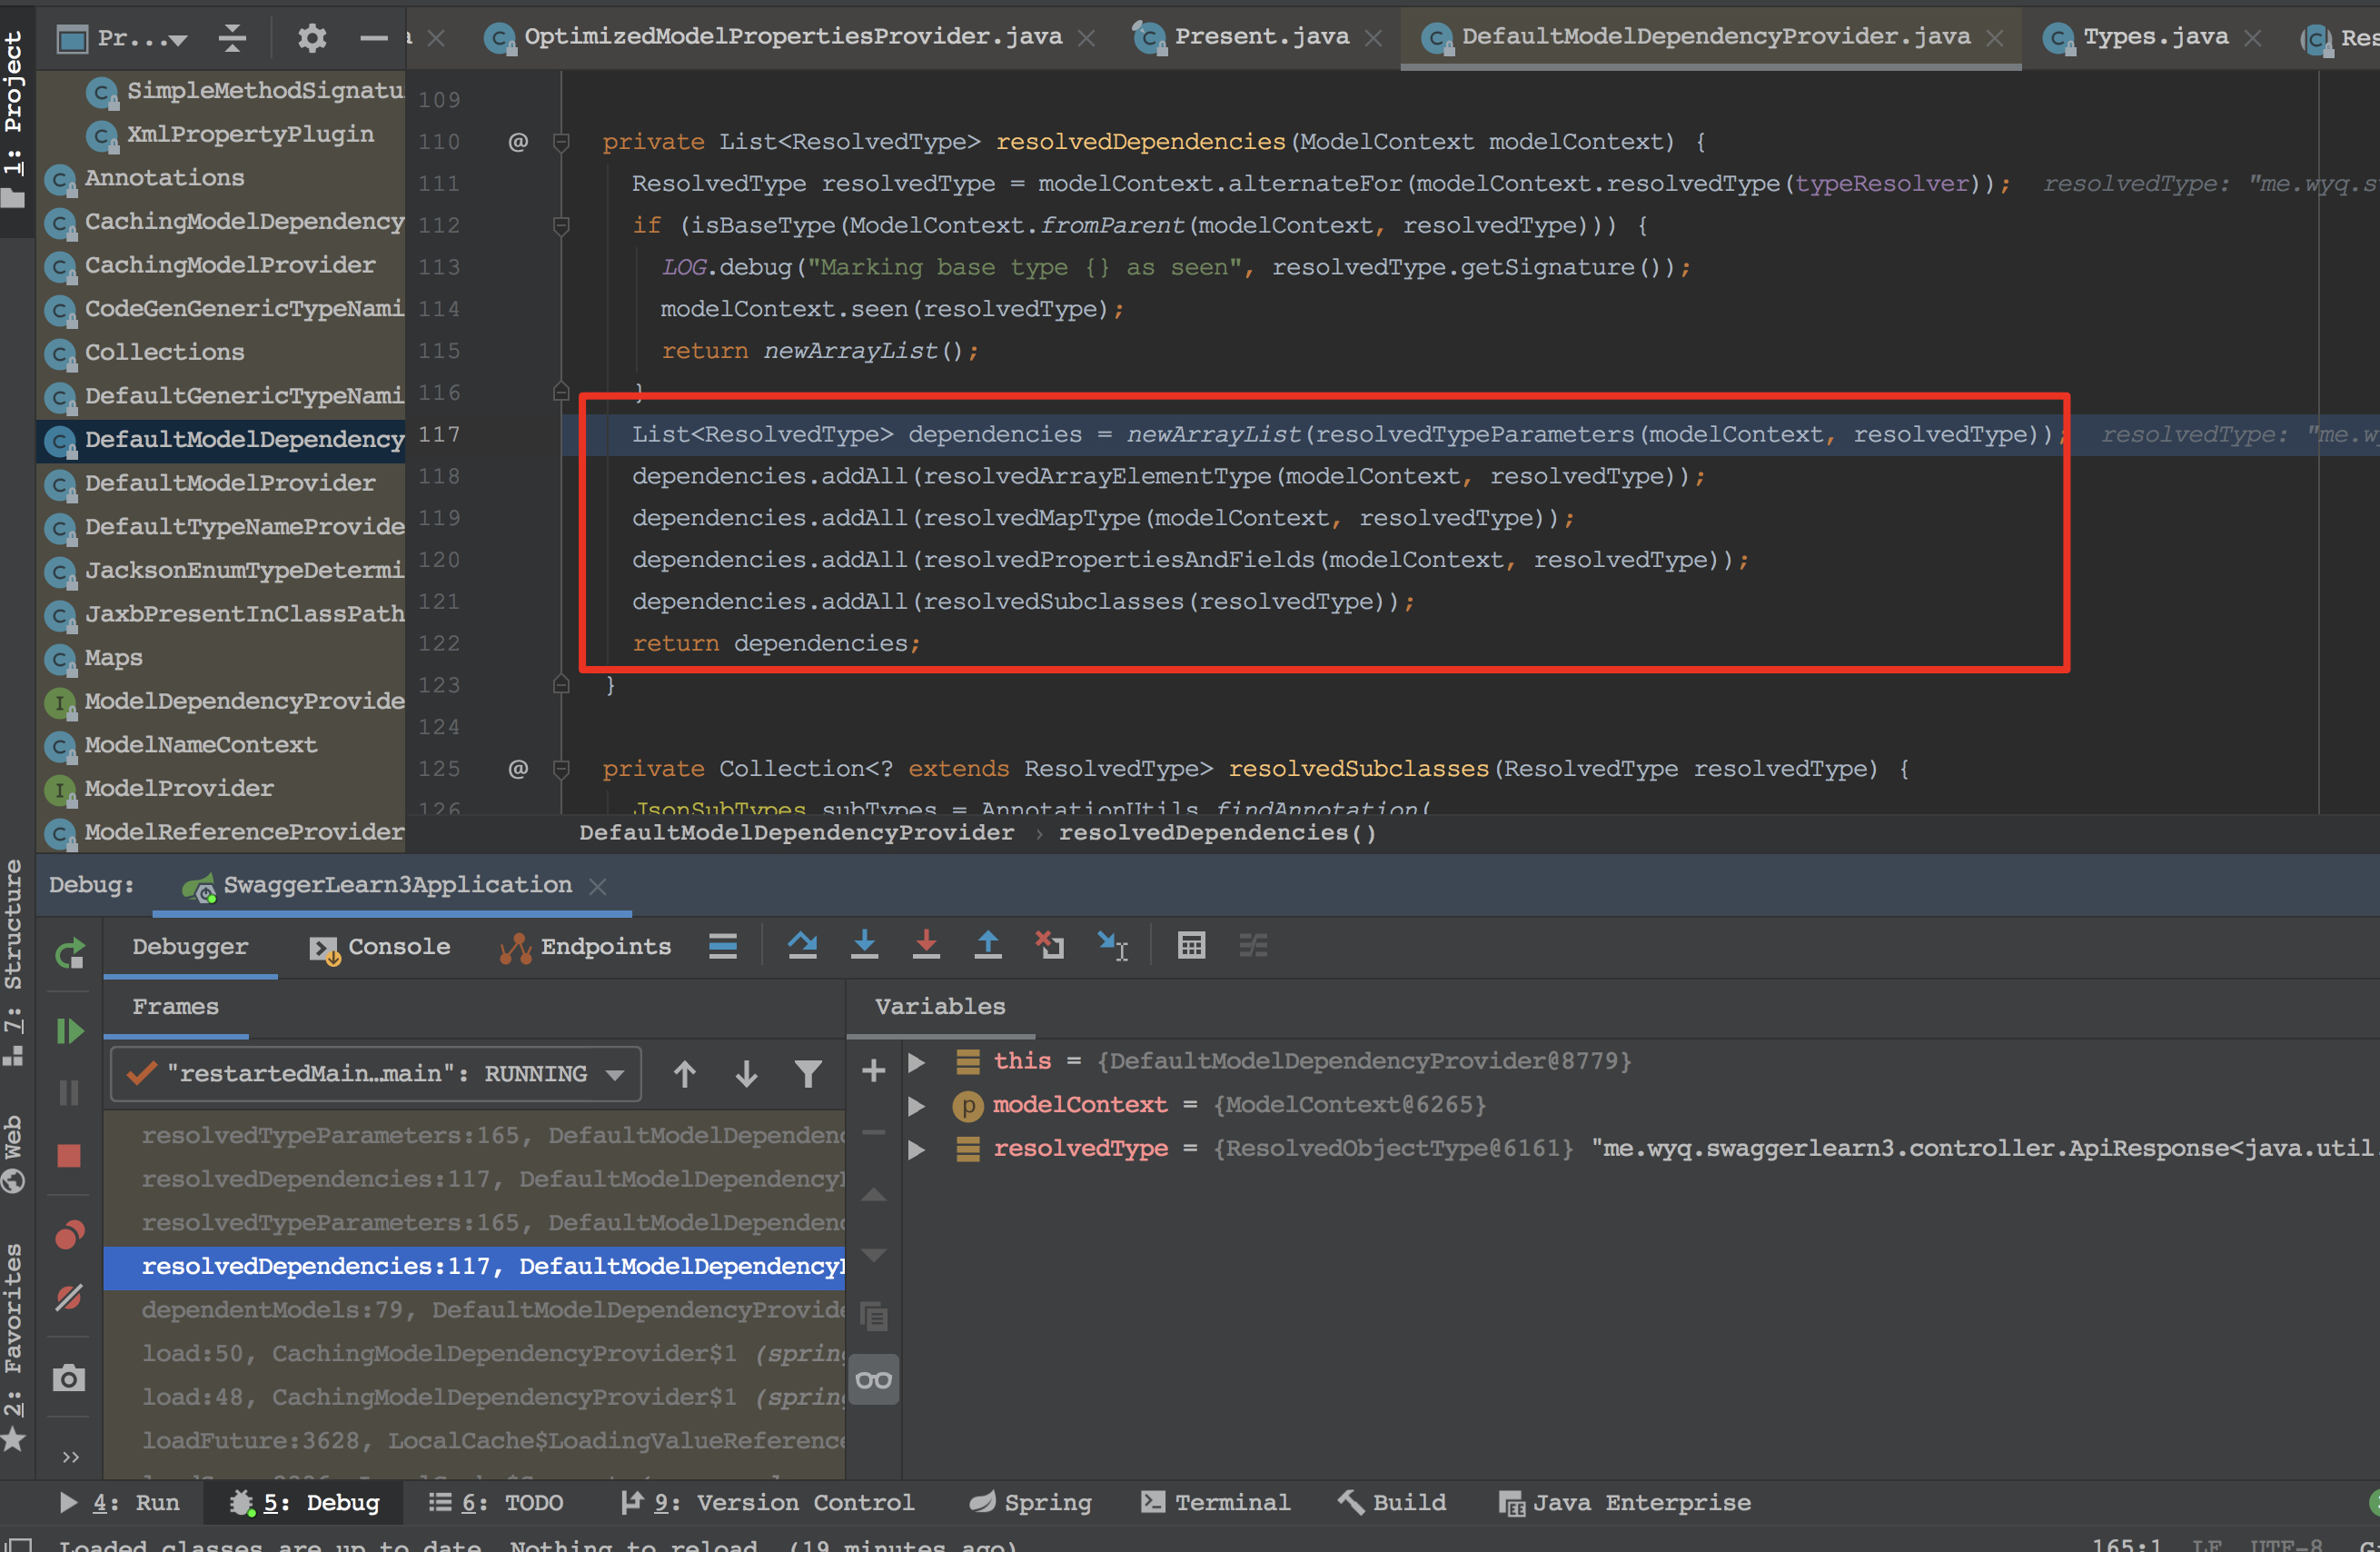 1: Project
Pr...
OptimizedModelPropertiesProvider.java
Present.java
DefaultModelDependencyProvider.java
Types.java
Res
SimpleMethodSignatu
XmlPropertyPlugin
Annotations
CachingModelDependency
CachingModelProvider
CodeGenGenericTypeNami
Collections
DefaultGenericTypeNami
DefaultModelDependency
DefaultModelProvider
DefaultTypeNameProvide
JacksonEnumTypeDetermi
JaxbPresentInClassPath
Maps
ModelDependencyProvide
ModelNameContext
ModelProvider
ModelReferenceProvider
109
110 @ private List<ResolvedType> resolvedDependencies(ModelContext modelContext) {
111 ResolvedType resolvedType = modelContext.alternateFor(modelContext.resolvedType(typeResolver)); resolvedType: "me.wyq.s
112 if (isBaseType(ModelContext.fromParent(modelContext, resolvedType))) {
113 LOG.debug("Marking base type {} as seen", resolvedType.getSignature());
114 modelContext.seen(resolvedType);
115 return newArrayList();
116 }
117 List<ResolvedType> dependencies = newArrayList(resolvedTypeParameters(modelContext, resolvedType)); resolvedType: "me.wy
118 dependencies.addAll(resolvedArrayElementType(modelContext, resolvedType));
119 dependencies.addAll(resolvedMapType(modelContext, resolvedType));
120 dependencies.addAll(resolvedPropertiesAndFields(modelContext, resolvedType));
121 dependencies.addAll(resolvedSubclasses(resolvedType));
122 return dependencies;
123 }
124
125 @ private Collection<? extends ResolvedType> resolvedSubclasses(ResolvedType resolvedType) {
126 JsonSubTypes subTypes = AnnotationUtils.findAnnotation(
DefaultModelDependencyProvider › resolvedDependencies()
7: Structure
Web
2: Favorites
Debug: SwaggerLearn3Application
Debugger Console Endpoints
Frames
"restartedMain...main": RUNNING
resolvedTypeParameters:165, DefaultModelDependenc
resolvedDependencies:117, DefaultModelDependency
resolvedTypeParameters:165, DefaultModelDependenc
resolvedDependencies:117, DefaultModelDependency
dependentModels:79, DefaultModelDependencyProvide
load:50, CachingModelDependencyProvider$1 (spring
load:48, CachingModelDependencyProvider$1 (spring
loadFuture:3628, LocalCache$LoadingValueReference
Variables
this = {DefaultModelDependencyProvider@8779}
modelContext = {ModelContext@6265}
resolvedType = {ResolvedObjectType@6161} "me.wyq.swaggerlearn3.controller.ApiResponse<java.util.
4: Run 5: Debug 6: TODO 9: Version Control Spring Terminal Build Java Enterprise
Loaded classes are up to date. Nothing to reload. (19 minutes ago) 165:1 LF UTF-8